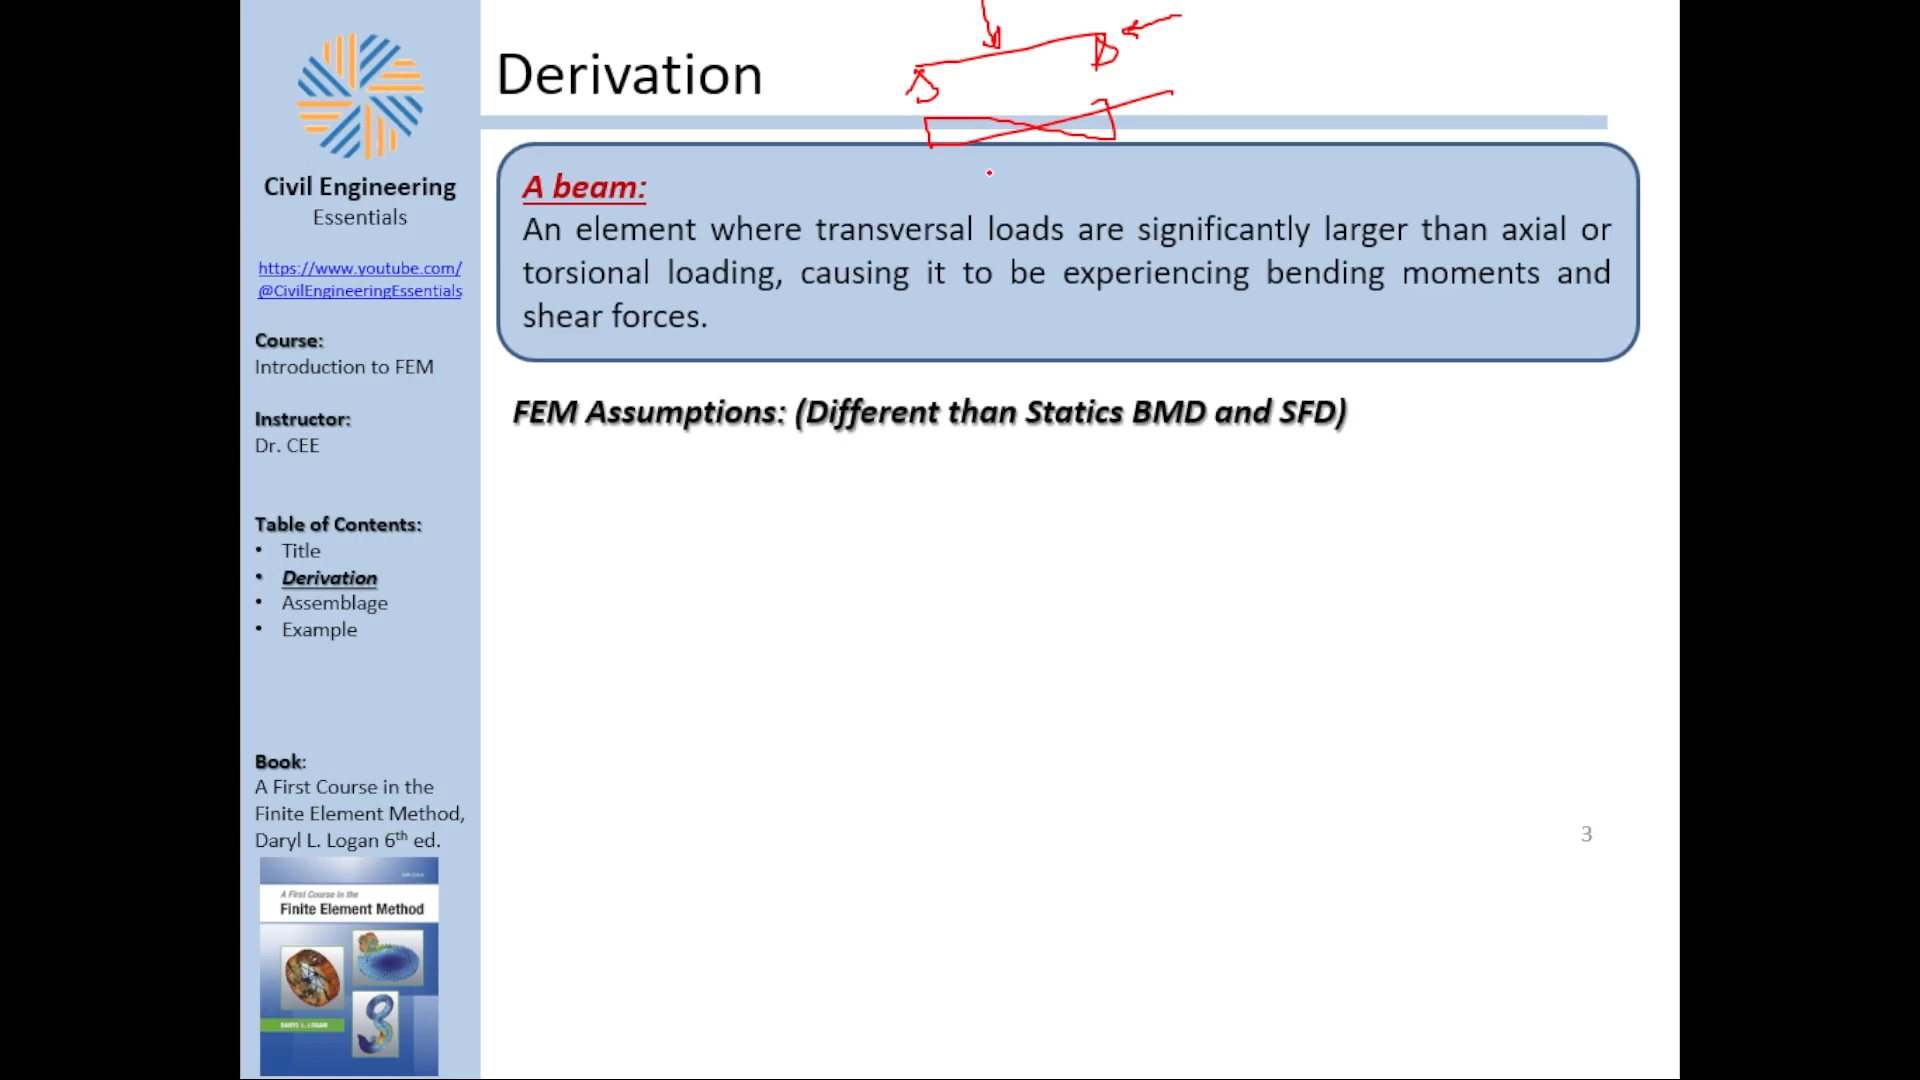 Civil Engineering
Essentials
https://www.youtube.com/
@CivilEngineeringEssentials
Course:
Introduction to FEM
Instructor:
Dr. CEE
Table of Contents:
• Title
• Derivation
• Assemblage
• Example
Book:
A First Course in the
Finite Element Method,
Daryl L. Logan 6th ed.
A First Course in the
Finite Element Method
DARYL L. LOGAN
Derivation
A beam:
An element where transversal loads are significantly larger than axial or
torsional loading, causing it to be experiencing bending moments and
shear forces.
FEM Assumptions: (Different than Statics BMD and SFD)
3